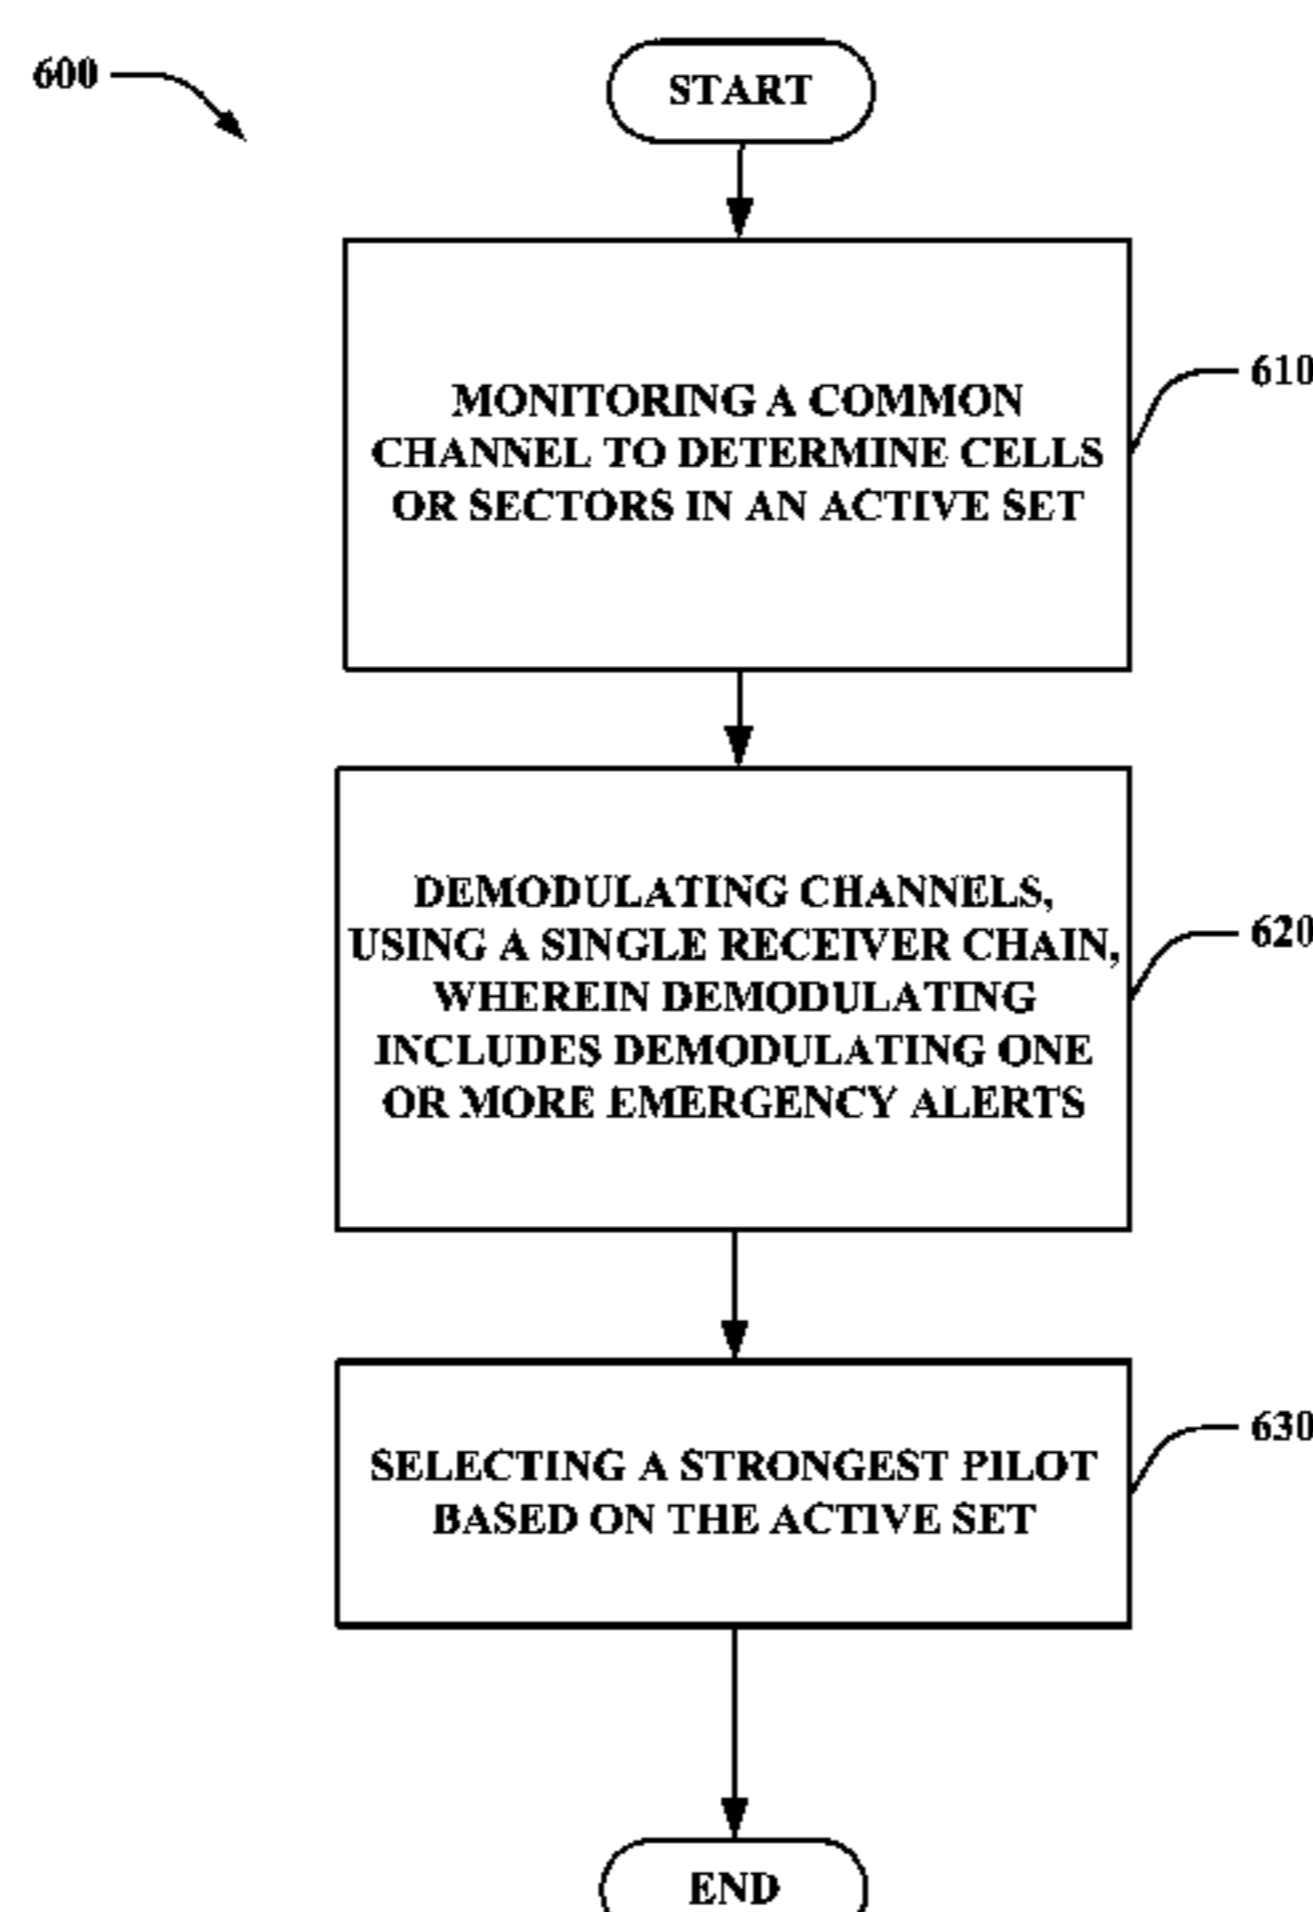 600
START
MONITORING A COMMON
CHANNEL TO DETERMINE CELLS
OR SECTORS IN AN ACTIVE SET
610
DEMODULATING CHANNELS,
USING A SINGLE RECEIVER CHAIN,
WHEREIN DEMODULATING
INCLUDES DEMODULATING ONE
OR MORE EMERGENCY ALERTS
620
SELECTING A STRONGEST PILOT
BASED ON THE ACTIVE SET
630
END